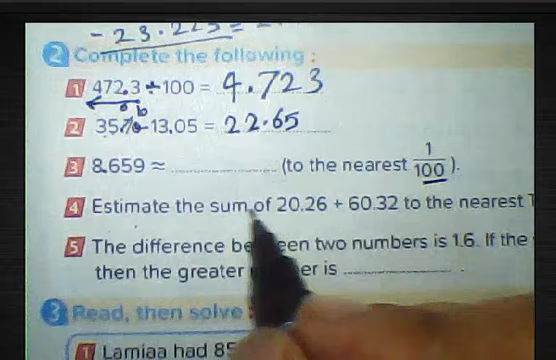 - 23.225 =
2 Complete the following :
1 472.3 ÷ 100 = 4.723
2 35.70 - 13.05 = 22.65
3 8.659 ≈ ............ (to the nearest 1/100 ).
4 Estimate the sum of 20.26 + 60.32 to the nearest
5 The difference between two numbers is 1.6. If the
then the greater is ............ .
3 Read, then solve :
1 Lamiaa had 85